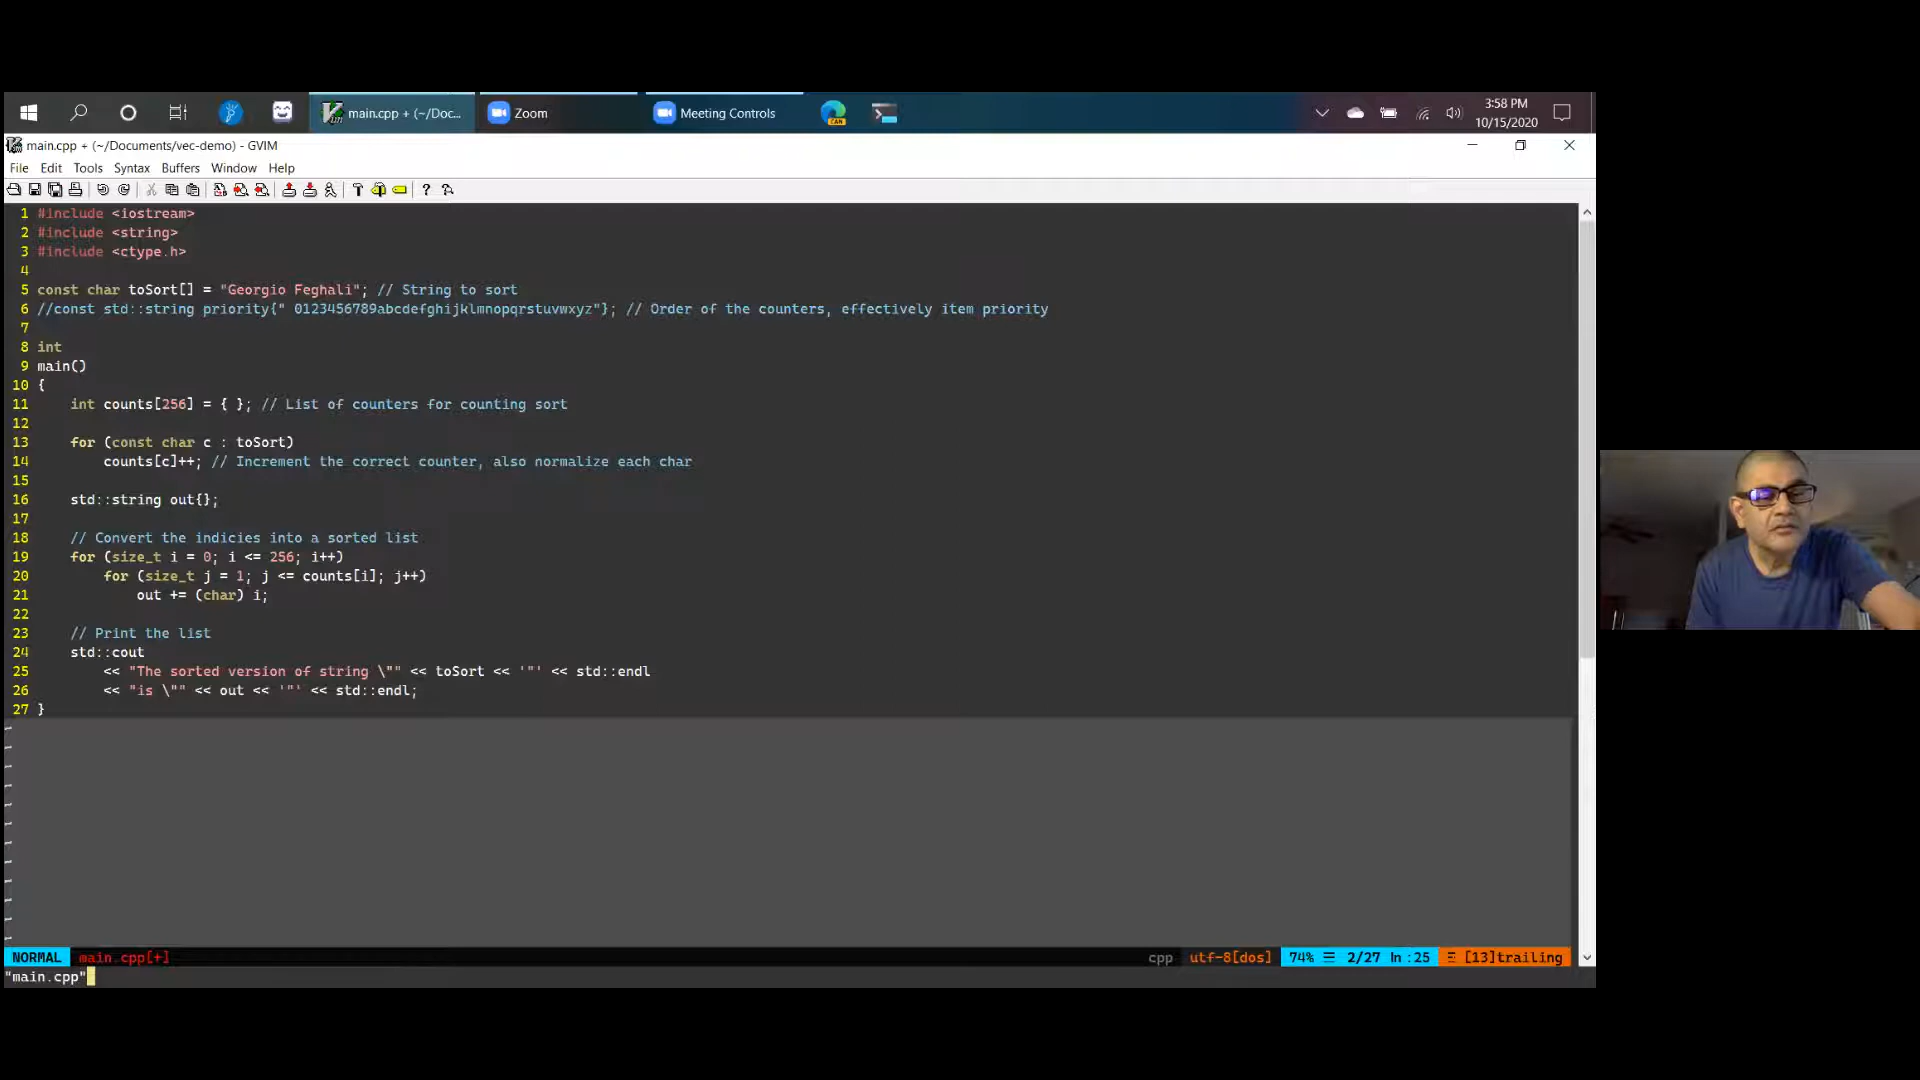 main.cpp + (~/Doc...
Zoom
Meeting Controls
CAN
3:58 PM
10/15/2020
main.cpp + (~/Documents/vec-demo) - GVIM
File Edit Tools Syntax Buffers Window Help
1 #include <iostream>
2 #include <string>
3 #include <ctype.h>
4
5 const char toSort[] = "Georgio Feghali"; // String to sort
6 //const std::string priority{" 0123456789abcdefghijklmnopqrstuvwxyz"}; // Order of the counters, effectively item priority
7
8 int
9 main()
10 {
11     int counts[256] = { }; // List of counters for counting sort
12
13     for (const char c : toSort)
14         counts[c]++; // Increment the correct counter, also normalize each char
15
16     std::string out{};
17
18     // Convert the indicies into a sorted list
19     for (size_t i = 0; i <= 256; i++)
20         for (size_t j = 1; j <= counts[i]; j++)
21             out += (char) i;
22
23     // Print the list
24     std::cout
25         << "The sorted version of string \"" << toSort << '"' << std::endl
26         << "is \"" << out << '"' << std::endl;
27 }
~
~
~
~
~
~
~
~
~
~
~
~
NORMAL main.cpp[+] cpp utf-8[dos] 74% ☰ 2/27 ln :25 Ξ [13]trailing
"main.cpp"